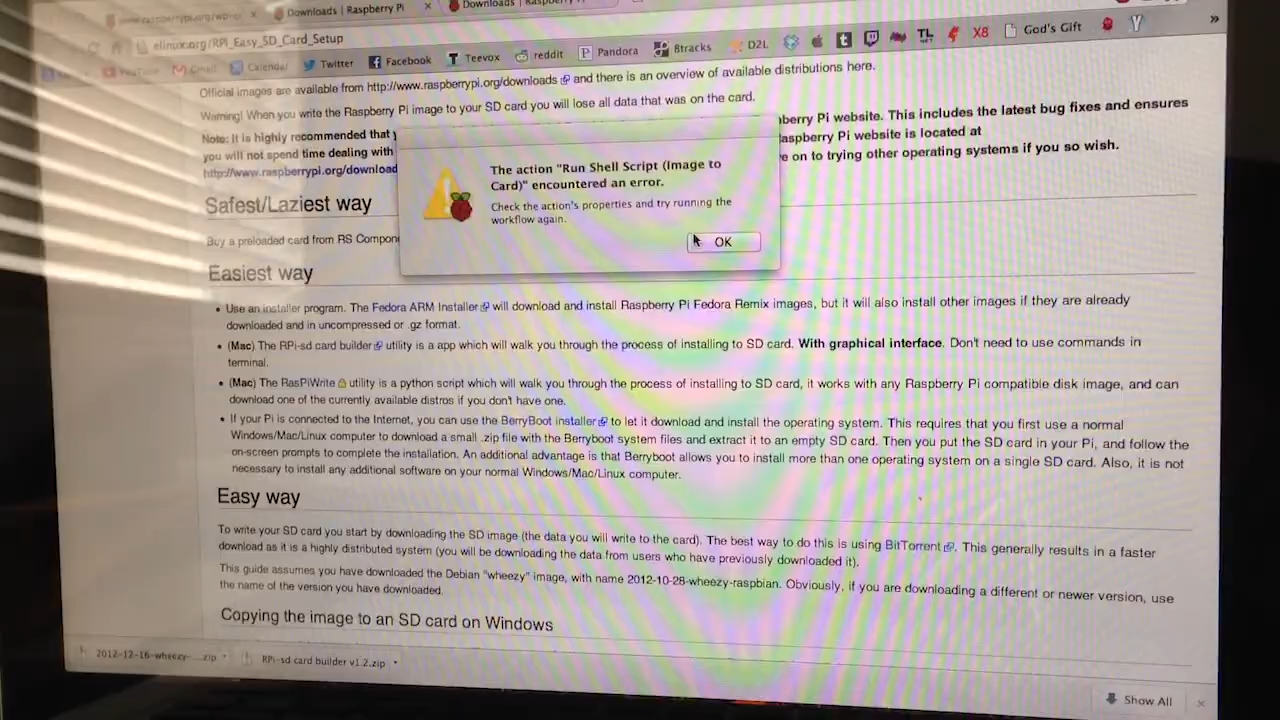 Downloads | Raspberry Pi
Downloads | Raspberry Pi
elinux.org/RPi_Easy_SD_Card_Setup
YouTube Gmail Calendar Twitter Facebook Teevox reddit Pandora 8tracks D2L t TL X8 God's Gift »
Official images are available from http://www.raspberrypi.org/downloads and there is an overview of available distributions here.
Warning! When you write the Raspberry Pi image to your SD card you will lose all data that was on the card.
Note: It is highly recommended that berry Pi website. This includes the latest bug fixes and ensures
you will not spend time dealing with aspberry Pi website is located at
http://www.raspberrypi.org/download e on to trying other operating systems if you so wish.
The action "Run Shell Script (Image to
Card)" encountered an error.
Check the action's properties and try running the
workflow again.
OK
Safest/Laziest way
Buy a preloaded card from RS Compon
Easiest way
• Use an installer program. The Fedora ARM Installer will download and install Raspberry Pi Fedora Remix images, but it will also install other images if they are already
downloaded and in uncompressed or .gz format.
• (Mac) The RPi-sd card builder utility is a app which will walk you through the process of installing to SD card. With graphical interface. Don't need to use commands in
terminal.
• (Mac) The RasPiWrite utility is a python script which will walk you through the process of installing to SD card, it works with any Raspberry Pi compatible disk image, and can
download one of the currently available distros if you don't have one.
• If your Pi is connected to the Internet, you can use the BerryBoot installer to let it download and install the operating system. This requires that you first use a normal
Windows/Mac/Linux computer to download a small .zip file with the Berryboot system files and extract it to an empty SD card. Then you put the SD card in your Pi, and follow the
on-screen prompts to complete the installation. An additional advantage is that Berryboot allows you to install more than one operating system on a single SD card. Also, it is not
necessary to install any additional software on your normal Windows/Mac/Linux computer.
Easy way
To write your SD card you start by downloading the SD image (the data you will write to the card). The best way to do this is using BitTorrent. This generally results in a faster
download as it is a highly distributed system (you will be downloading the data from users who have previously downloaded it).
This guide assumes you have downloaded the Debian "wheezy" image, with name 2012-10-28-wheezy-raspbian. Obviously, if you are downloading a different or newer version, use
the name of the version you have downloaded.
Copying the image to an SD card on Windows
2012-12-16-wheezy-....zip RPi-sd card builder v1.2.zip Show All ×